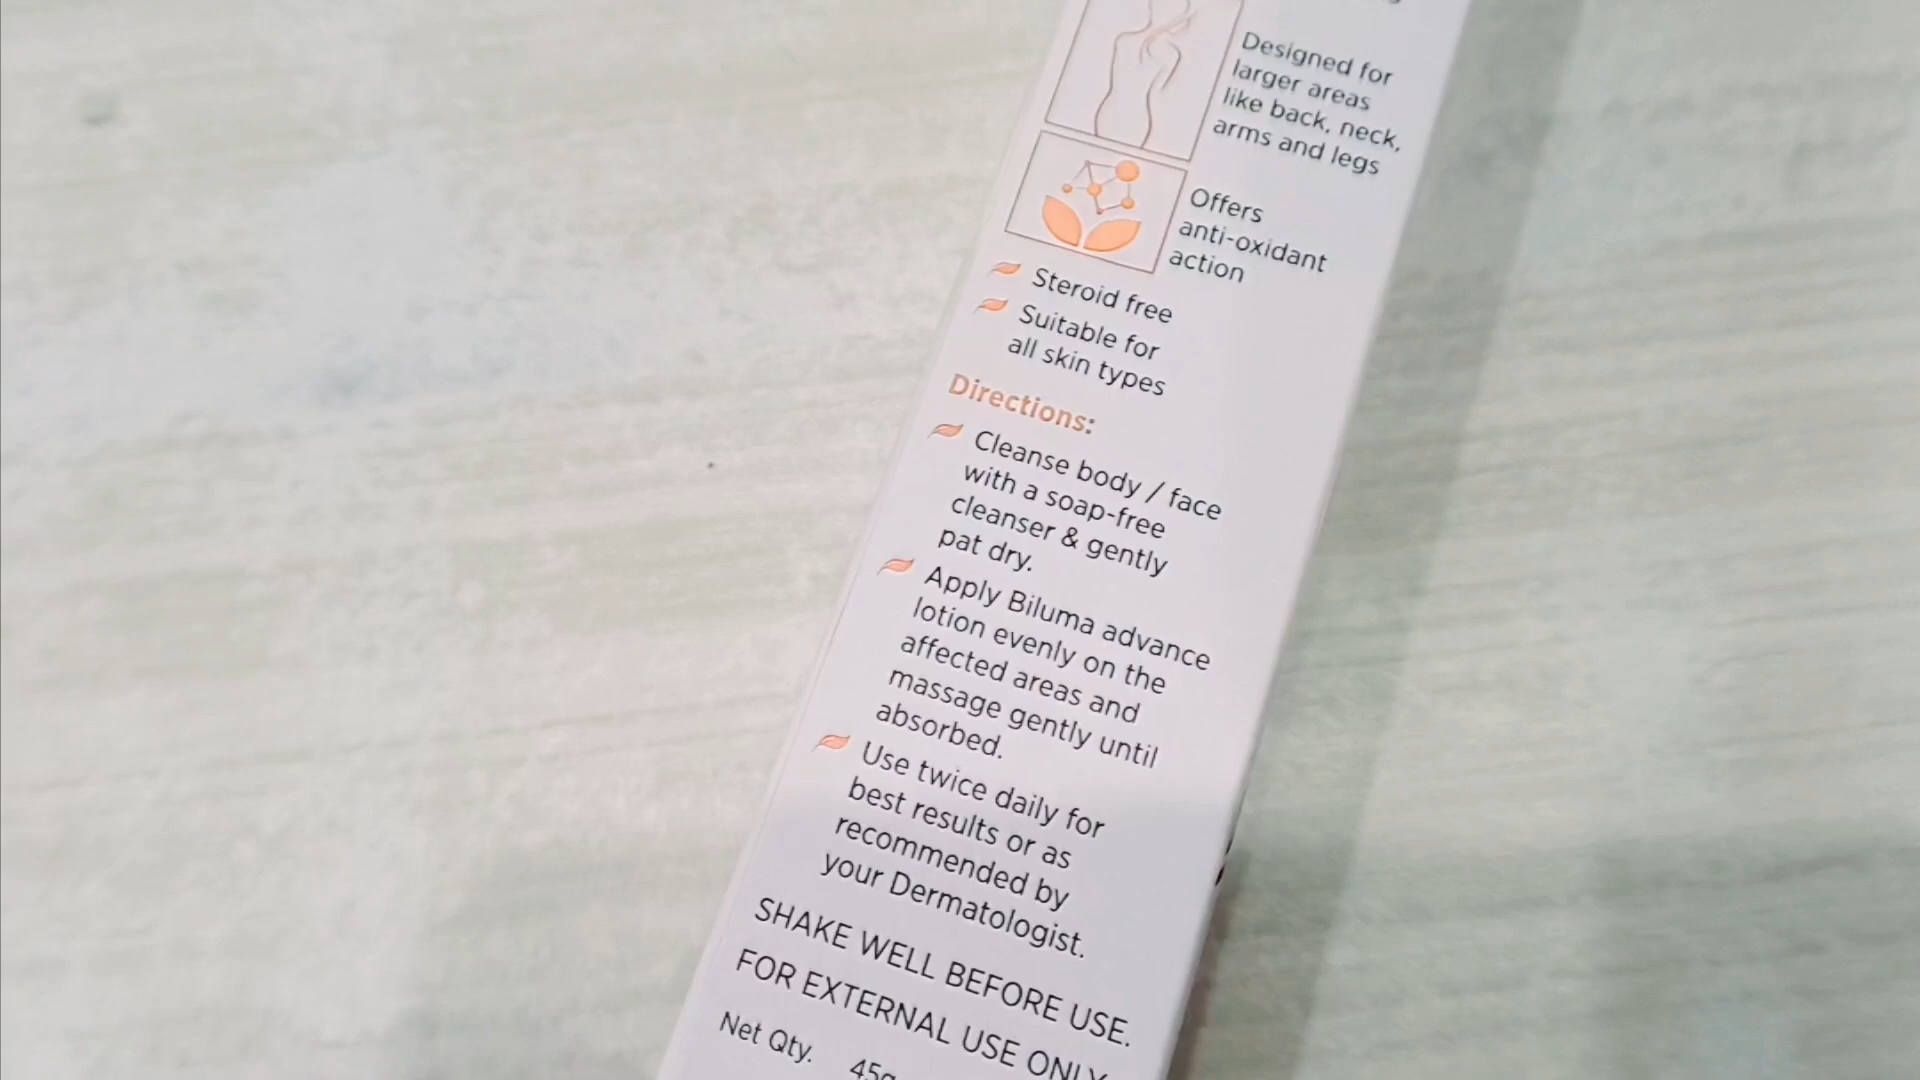 Designed for
larger areas
like back, neck,
arms and legs
Offers
anti-oxidant
action
Steroid free
Suitable for
all skin types
Directions:
Cleanse body / face
with a soap-free
cleanser & gently
pat dry.
Apply Biluma advance
lotion evenly on the
affected areas and
massage gently until
absorbed.
Use twice daily for
best results or as
recommended by
your Dermatologist.
SHAKE WELL BEFORE USE.
FOR EXTERNAL USE ONLY
Net Qty. 45g